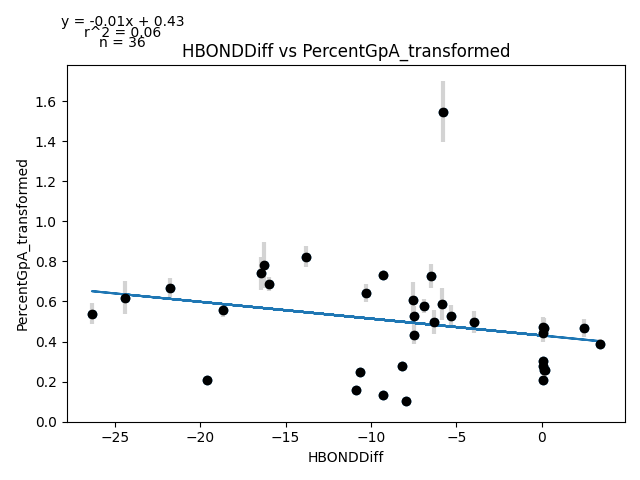 y = -0.01x + 0.43
r^2 = 0.06
n = 36
HBONDDiff vs PercentGpA_transformed
PercentGpA_transformed
1.6
1.4
1.2
1.0
0.8
0.6
0.4
0.2
0.0
−25 −20 −15 −10 −5 0
HBONDDiff